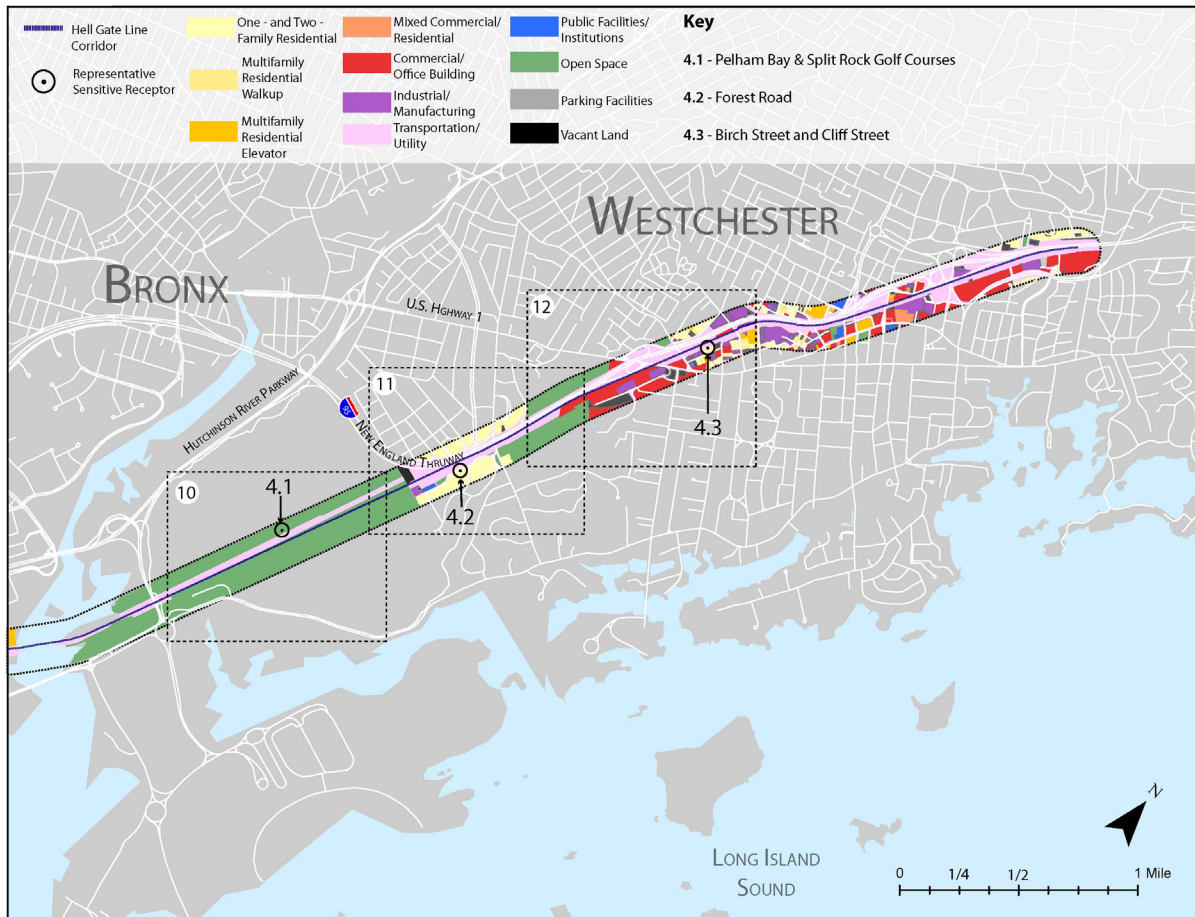 Hell Gate Line
Corridor
Representative
Sensitive Receptor
One - and Two -
Family Residential
Multifamily
Residential
Walkup
Multifamily
Residential
Elevator
Mixed Commercial/
Residential
Commercial/
Office Building
Industrial/
Manufacturing
Transportation/
Utility
Public Facilities/
Institutions
Open Space
Parking Facilities
Vacant Land
Key
4.1 - Pelham Bay & Split Rock Golf Courses
4.2 - Forest Road
4.3 - Birch Street and Cliff Street
WESTCHESTER
BRONX
U.S. HGHWAY 1
12
11
HUTCHINSON RIVER PARKWAY
95
NEW ENGLAND THRUWAY
4.3
10
4.1
4.2
N
LONG ISLAND
SOUND
0 1/4 1/2 1 Mile